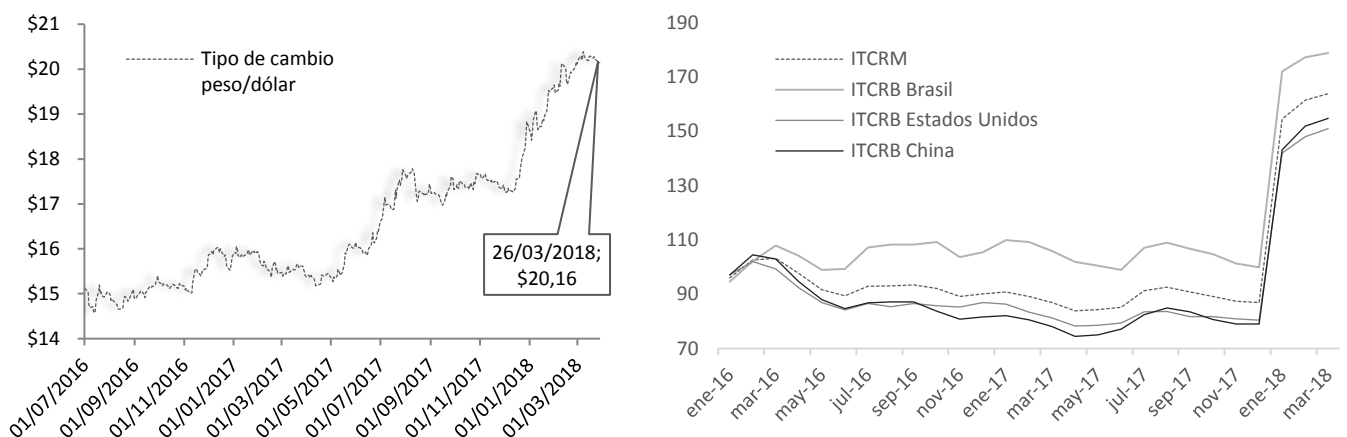 $21
$20
$19
$18
$17
$16
$15
$14
Tipo de cambio
peso/dólar
26/03/2018;
$20,16
01/07/2016
01/09/2016
01/11/2016
01/01/2017
01/03/2017
01/05/2017
01/07/2017
01/09/2017
01/11/2017
01/01/2018
01/03/2018
190
170
150
130
110
90
70
ITCRM
ITCRB Brasil
ITCRB Estados Unidos
ITCRB China
ene-16
mar-16
may-16
jul-16
sep-16
nov-16
ene-17
mar-17
may-17
jul-17
sep-17
nov-17
ene-18
mar-18